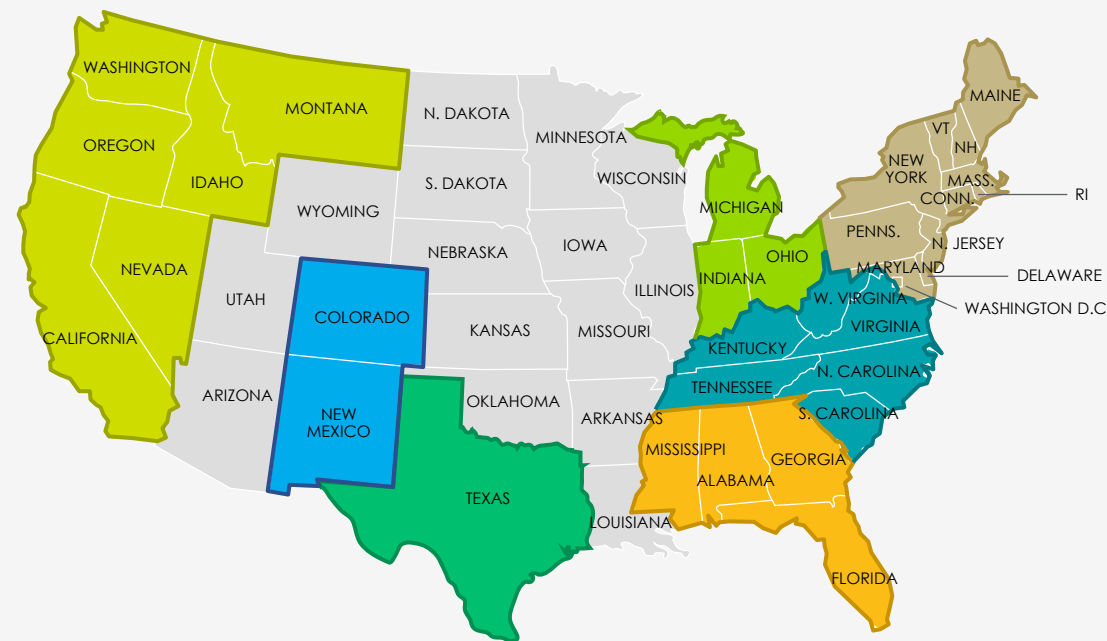 WASHINGTON
MONTANA
N. DAKOTA
MINNESOTA
MAINE
OREGON
IDAHO
S. DAKOTA
WISCONSIN
VT
NH
NEW
YORK
MASS.
CONN.
RI
WYOMING
MICHIGAN
NEBRASKA
IOWA
PENNS.
N. JERSEY
NEVADA
UTAH
ILLINOIS
INDIANA
OHIO
MARYLAND
DELAWARE
COLORADO
W. VIRGINIA
WASHINGTON D.C
CALIFORNIA
KANSAS
MISSOURI
KENTUCKY
VIRGINIA
ARIZONA
NEW
MEXICO
OKLAHOMA
ARKANSAS
TENNESSEE
N. CAROLINA
S. CAROLINA
TEXAS
LOUISIANA
MISSISSIPPI
ALABAMA
GEORGIA
FLORIDA